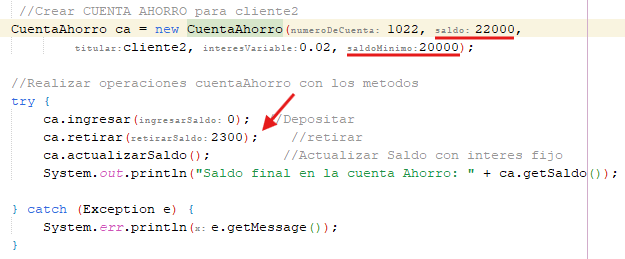 //Crear CUENTA AHORRO para cliente2
CuentaAhorro ca = new CuentaAhorro(numeroDeCuenta: 1022, saldo: 22000,
titular:cliente2, interesVariable:0.02, saldoMinimo:20000);
//Realizar operaciones cuentaAhorro con los metodos
try {
ca.ingresar(ingresarSaldo: 0); //Depositar
ca.retirar(retirarSaldo: 2300); //retirar
ca.actualizarSaldo(); //Actualizar Saldo con interes fijo
System.out.println("Saldo final en la cuenta Ahorro: " + ca.getSaldo());
} catch (Exception e) {
System.err.println(x: e.getMessage());
}